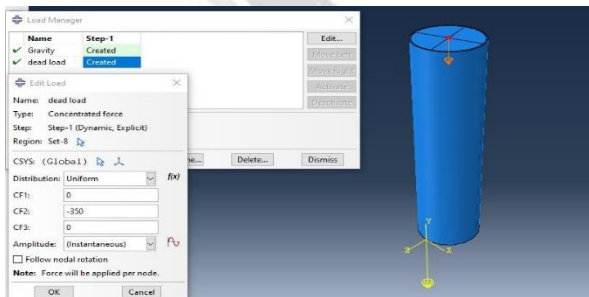 Load Manager
Name Step-1 Edit...
Gravity Created Move Left
dead load Created Move Right
Activate
Deactivate
Edit Load
Name: dead load
Type: Concentrated force
Step: Step-1 (Dynamic, Explicit)
Region: Set-8
ne... Delete... Dismiss
CSYS: (Global)
Distribution: Uniform f(x)
CF1: 0
CF2: -350
CF3: 0
Amplitude: (Instantaneous)
Follow nodal rotation
Note: Force will be applied per node.
OK Cancel
Y
Z X